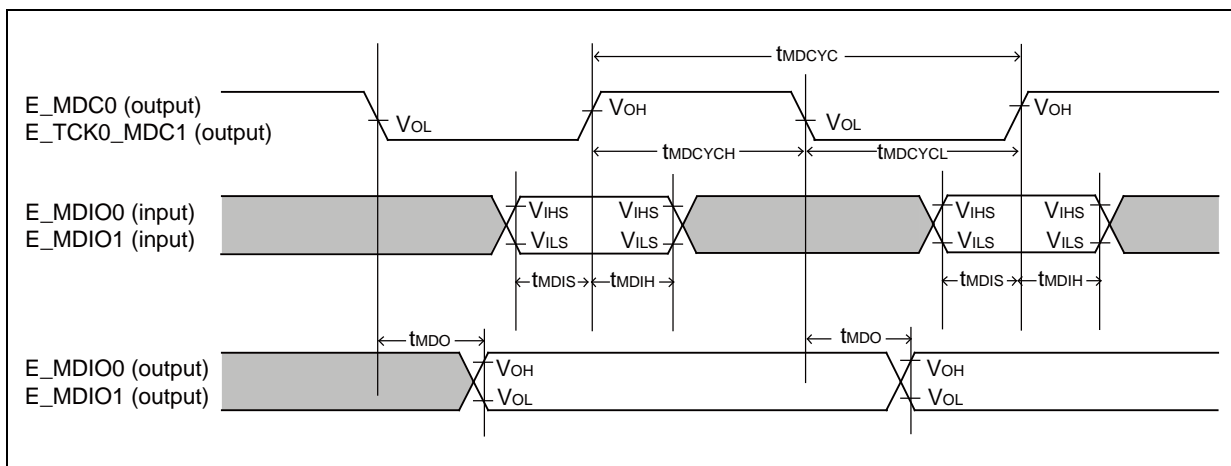 tMDCYC
E_MDC0 (output)
E_TCK0_MDC1 (output)
VOL
VOH
VOL
VOH
tMDCYCH
tMDCYCL
E_MDIO0 (input)
E_MDIO1 (input)
VIHS
VIHS
VIHS
VIHS
VILS
VILS
VILS
VILS
tMDIS
tMDIH
tMDIS
tMDIH
tMDO
tMDO
E_MDIO0 (output)
E_MDIO1 (output)
VOH
VOH
VOL
VOL